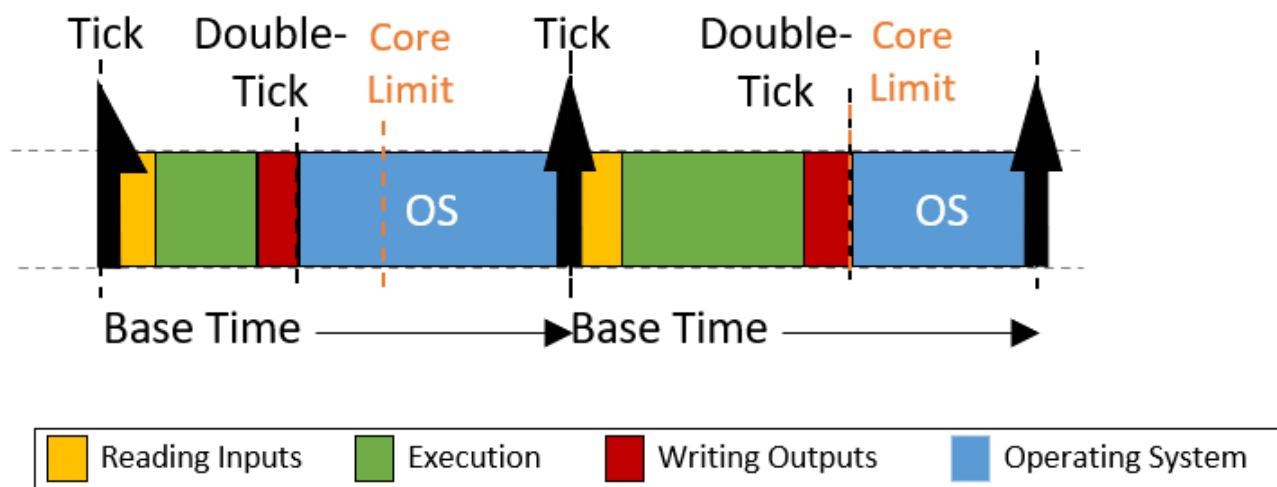 Tick
Double-
Tick
Core
Limit
Tick
Double-
Tick
Core
Limit
OS
OS
Base Time
Base Time
Reading Inputs
Execution
Writing Outputs
Operating System